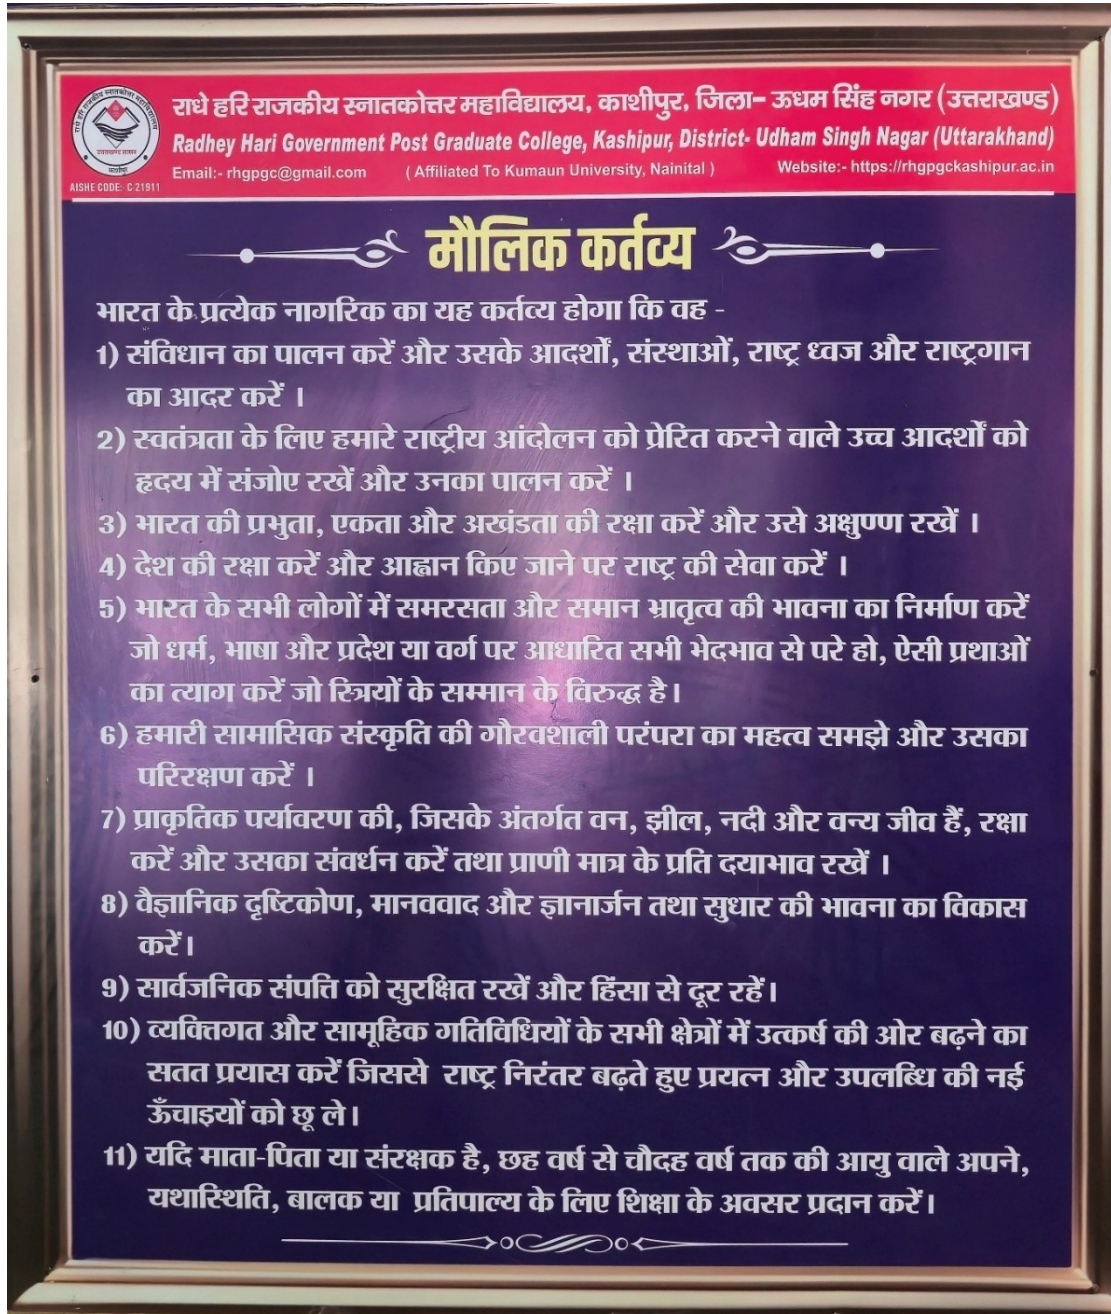 राधे हरि राजकीय स्नातकोत्तर महाविद्यालय, काशीपुर, जिला- ऊधम सिंह नगर (उत्तराखण्ड)
Radhey Hari Government Post Graduate College, Kashipur, District- Udham Singh Nagar (Uttarakhand)
Email:- rhgpgc@gmail.com (Affiliated To Kumaun University, Nainital) Website:- https://rhgpgckashipur.ac.in
राधे हरि राजकीय स्नातकोत्तर महाविद्यालय
उत्तराखण्ड शासन
काशीपुर
AISHE CODE:- C-21911
मौलिक कर्तव्य
भारत के प्रत्येक नागरिक का यह कर्तव्य होगा कि वह -
1) संविधान का पालन करें और उसके आदर्शों, संस्थाओं, राष्ट्र ध्वज और राष्ट्रगान
का आदर करें ।
2) स्वतंत्रता के लिए हमारे राष्ट्रीय आंदोलन को प्रेरित करने वाले उच्च आदर्शों को
हृदय में संजोए रखें और उनका पालन करें ।
3) भारत की प्रभुता, एकता और अखंडता की रक्षा करें और उसे अक्षुण्ण रखें ।
4) देश की रक्षा करें और आह्वान किए जाने पर राष्ट्र की सेवा करें ।
5) भारत के सभी लोगों में समरसता और समान भ्रातृत्व की भावना का निर्माण करें
जो धर्म, भाषा और प्रदेश या वर्ग पर आधारित सभी भेदभाव से परे हो, ऐसी प्रथाओं
का त्याग करें जो स्त्रियों के सम्मान के विरुद्ध है।
6) हमारी सामासिक संस्कृति की गौरवशाली परंपरा का महत्व समझे और उसका
परिरक्षण करें ।
7) प्राकृतिक पर्यावरण की, जिसके अंतर्गत वन, झील, नदी और वन्य जीव हैं, रक्षा
करें और उसका संवर्धन करें तथा प्राणी मात्र के प्रति दयाभाव रखें ।
8) वैज्ञानिक दृष्टिकोण, मानववाद और ज्ञानार्जन तथा सुधार की भावना का विकास
करें।
9) सार्वजनिक संपत्ति को सुरक्षित रखें और हिंसा से दूर रहें।
10) व्यक्तिगत और सामूहिक गतिविधियों के सभी क्षेत्रों में उत्कर्ष की ओर बढ़ने का
सतत प्रयास करें जिससे राष्ट्र निरंतर बढ़ते हुए प्रयत्न और उपलब्धि की नई
ऊँचाइयों को छू ले।
11) यदि माता-पिता या संरक्षक है, छह वर्ष से चौदह वर्ष तक की आयु वाले अपने,
यथास्थिति, बालक या प्रतिपाल्य के लिए शिक्षा के अवसर प्रदान करें।